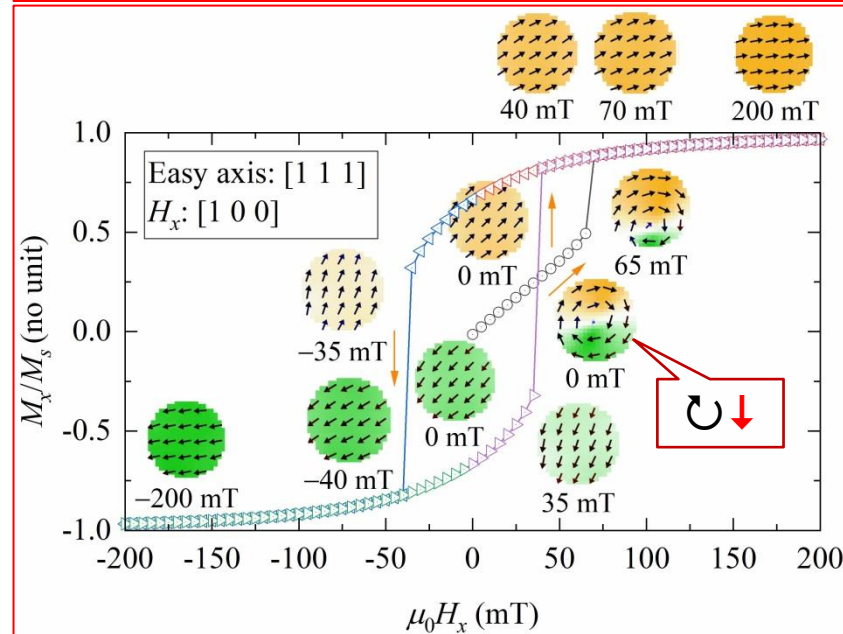 40 mT 70 mT 200 mT
1.0
Easy axis: [1 1 1]
Hₓ: [1 0 0]
0.5
0 mT
65 mT
Mₓ/Mₛ (no unit)
0.0
−35 mT
0 mT
0 mT
-0.5
−200 mT
−40 mT
35 mT
-1.0
-200 -150 -100 -50 0 50 100 150 200
μ₀Hₓ (mT)